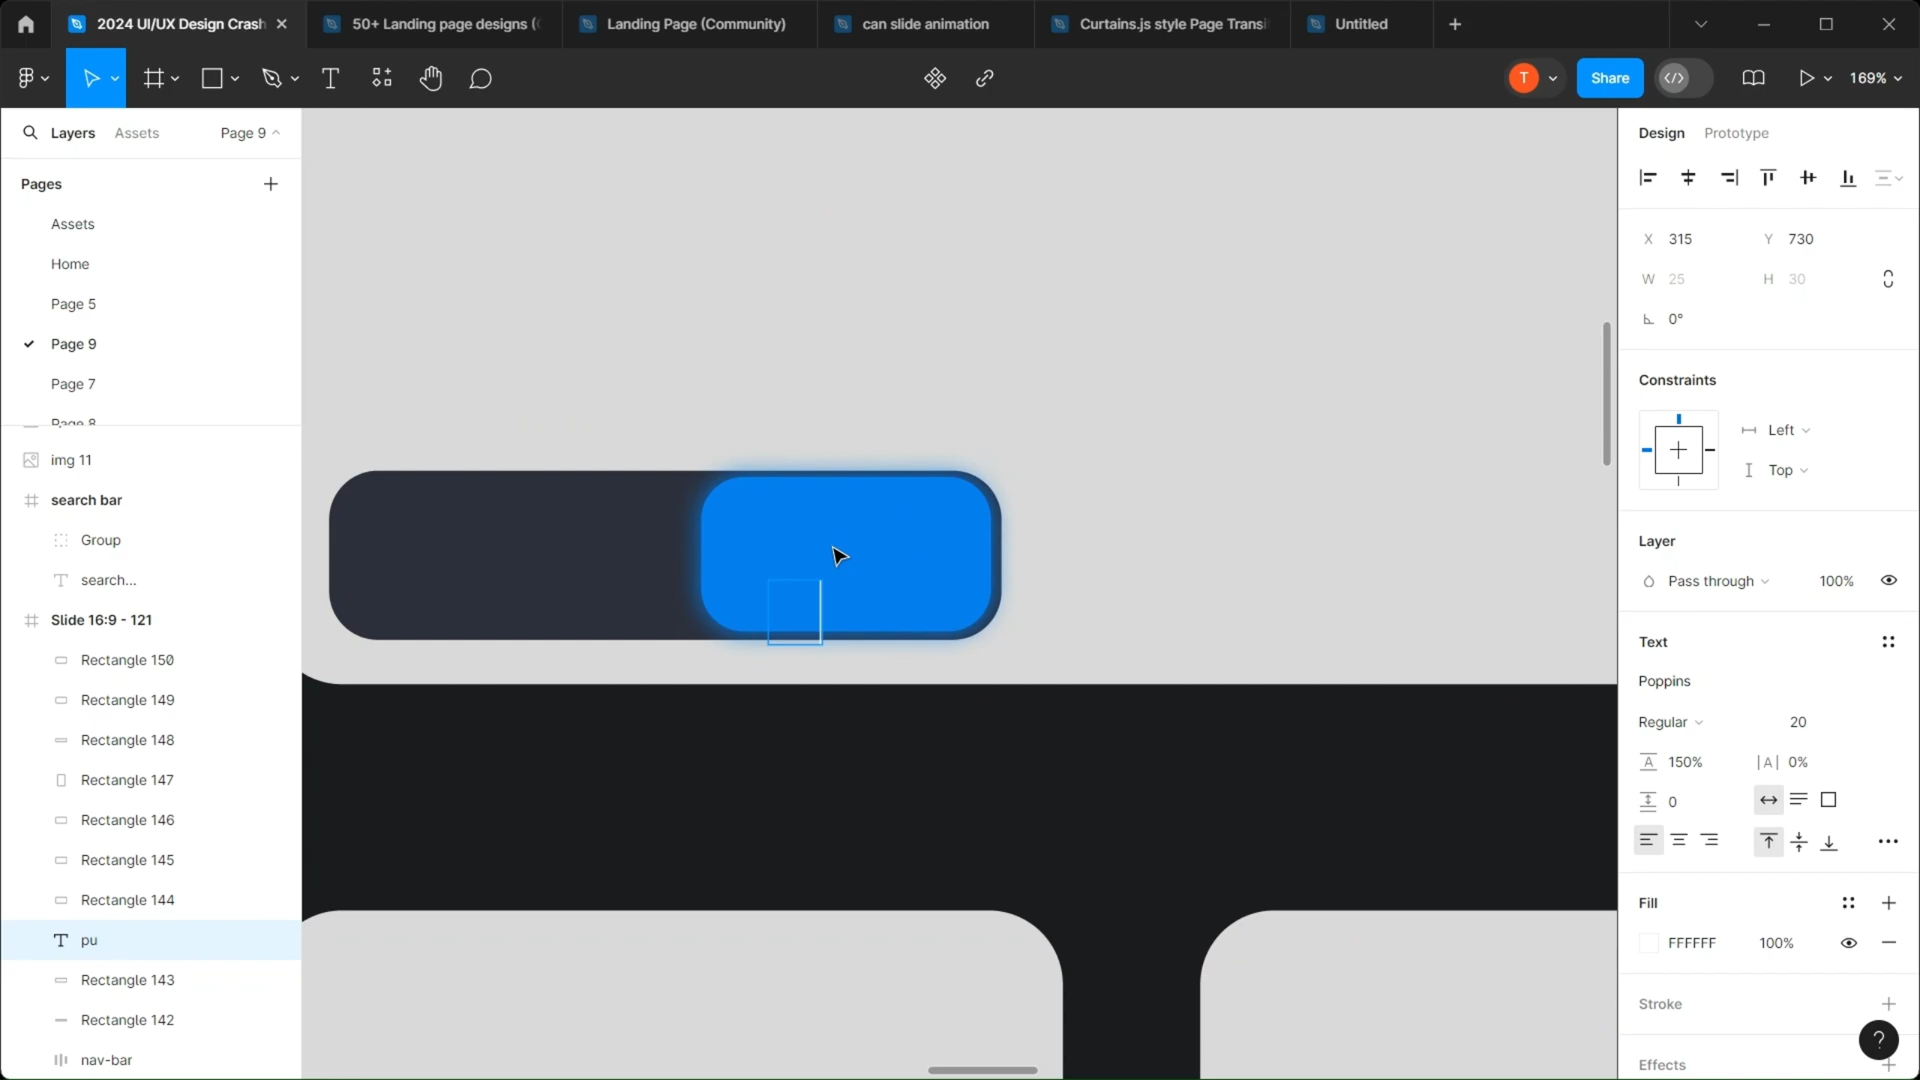 2024 UI/UX Design Crash
50+ Landing page designs (
Landing Page (Community)
can slide animation
Curtains.js style Page Transi
Untitled
T
Share
169%
Layers
Assets
Page 9
Pages
Assets
Home
Page 5
Page 9
Page 7
Page 8
img 11
search bar
Group
search...
Slide 16:9 - 121
Rectangle 150
Rectangle 149
Rectangle 148
Rectangle 147
Rectangle 146
Rectangle 145
Rectangle 144
pu
Rectangle 143
Rectangle 142
nav-bar
Design
Prototype
X 315
Y 730
W 25
H 30
0°
Constraints
Left
Top
Layer
Pass through
100%
Text
Poppins
Regular
20
A 150%
|A| 0%
0
Fill
FFFFFF
100%
Stroke
Effects
?